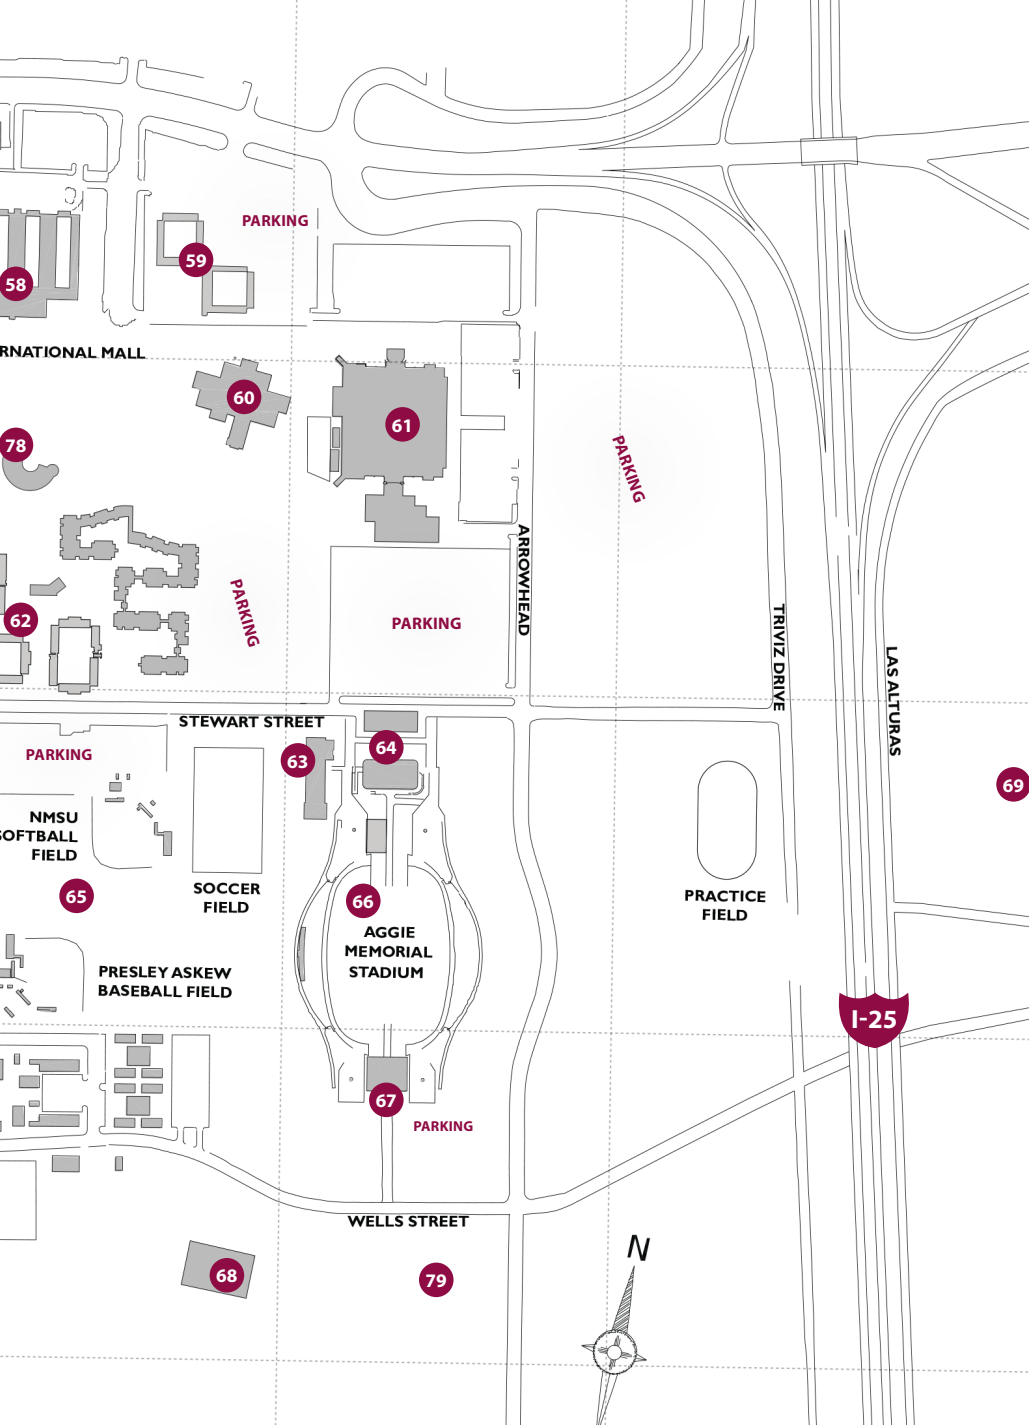 PARKING
59
58
RNATIONAL MALL
60
61
78
PARKING
ARROWHEAD
PARKING
62
PARKING
TRIVIZ DRIVE
LAS ALTURAS
STEWART STREET
64
63
PARKING
69
NMSU
SOFTBALL
FIELD
65
SOCCER
FIELD
66
AGGIE
MEMORIAL
STADIUM
PRACTICE
FIELD
PRESLEY ASKEW
BASEBALL FIELD
I-25
67
PARKING
WELLS STREET
N
68
79